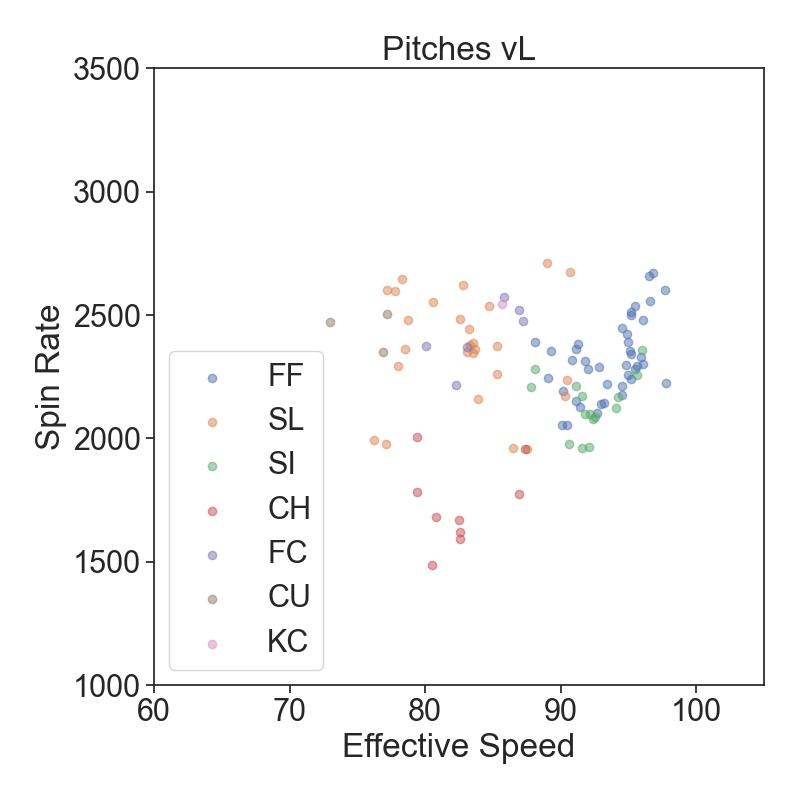 Pitches vL
3500
3000
2500
2000
1500
1000
Spin Rate
FF
SL
SI
CH
FC
CU
KC
60 70 80 90 100
Effective Speed